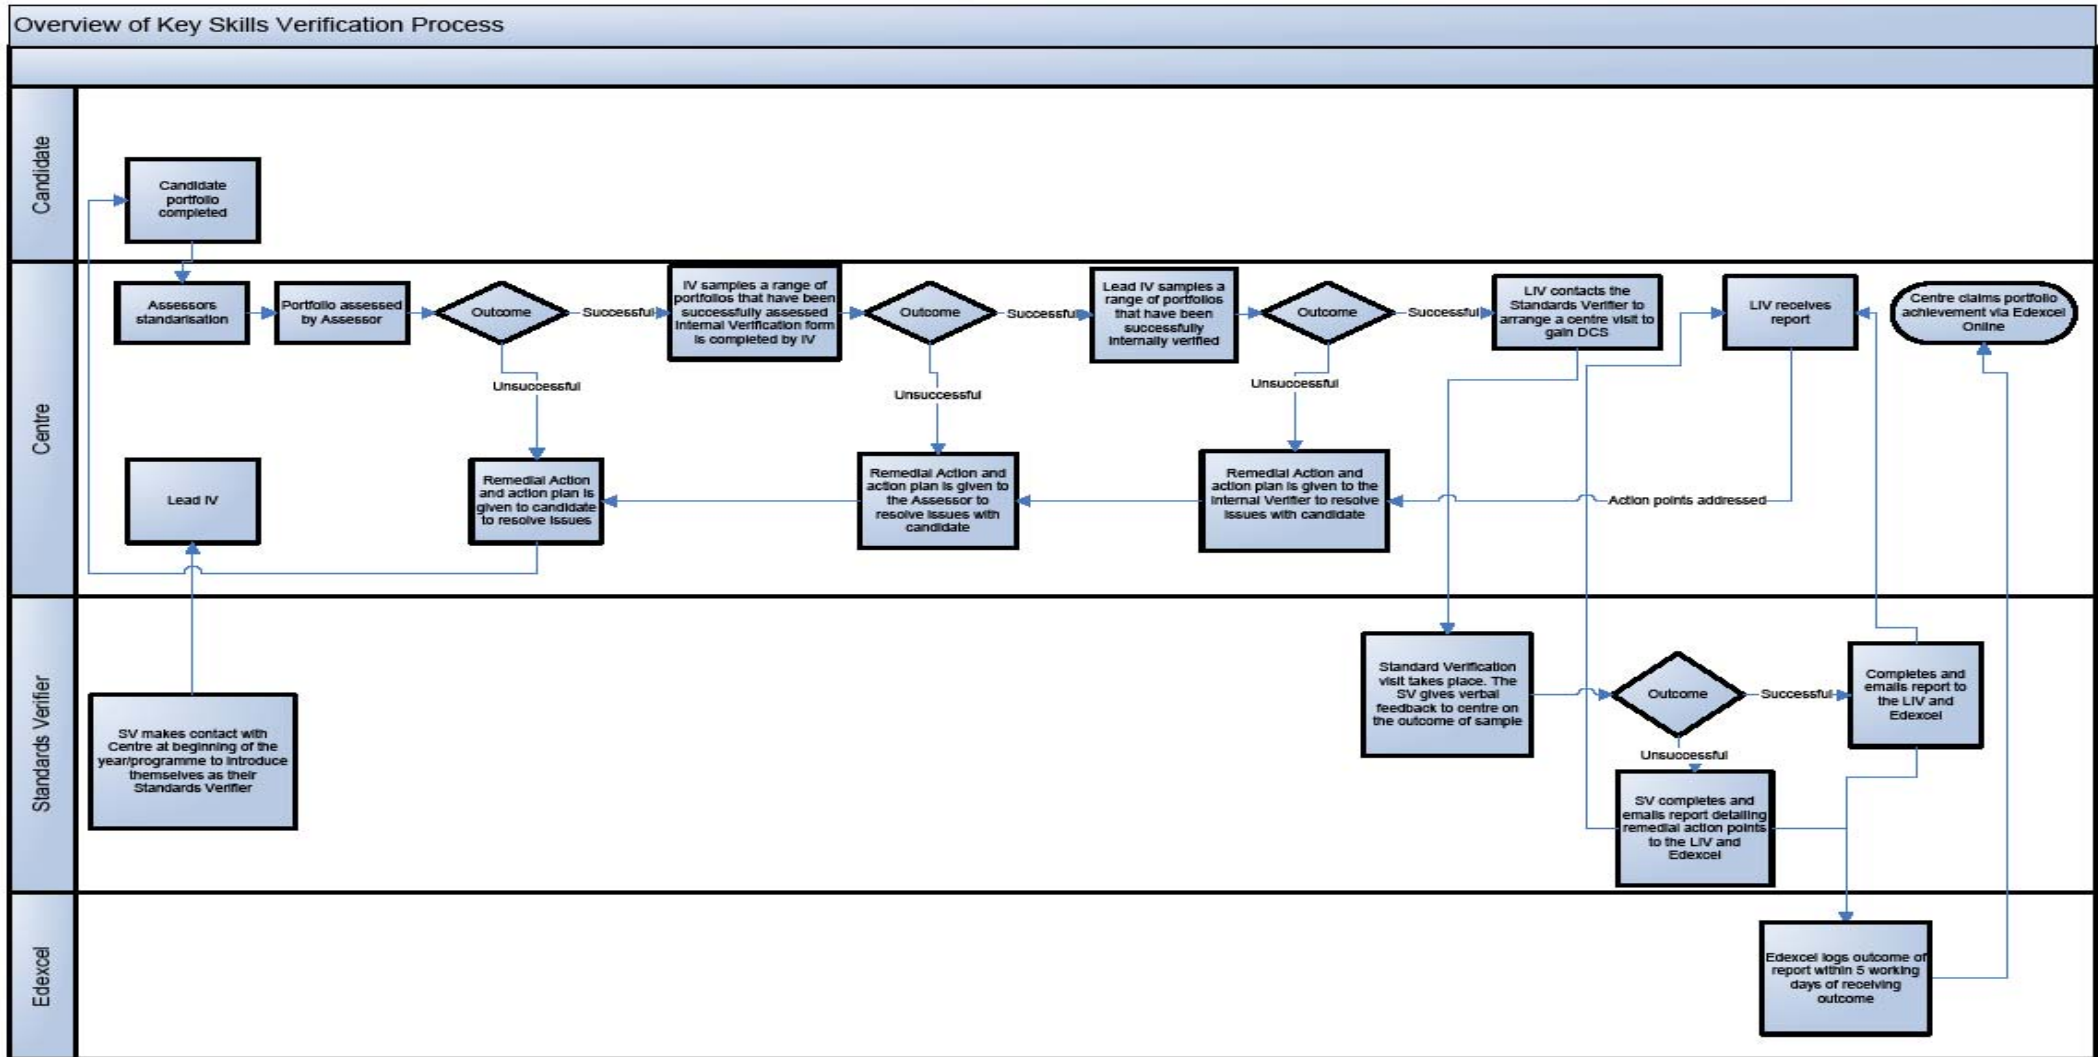 Overview of Key Skills Verification Process
Candidate
Candidate
portfolio
completed
Centre
Assessors
standarisation
Portfolio assessed
by Assessor
Outcome
Successful
IV samples a range of
portfolios that have been
successfully assessed
Internal Verification form
is completed by IV
Outcome
Successful
Lead IV samples a
range of portfolios
that have been
successfully
internally verified
Outcome
Successful
LIV contacts the
Standards Verifier to
arrange a centre visit to
gain DCS
LIV receives
report
Centre claims portfolio
achievement via Edexcel
Online
Unsuccessful
Unsuccessful
Unsuccessful
Lead IV
Remedial Action
and action plan is
given to candidate
to resolve issues
Remedial Action and
action plan is given to
the Assessor to
resolve issues with
candidate
Remedial Action and
action plan is given to the
Internal Verifier to resolve
issues with candidate
Action points addressed
Standards Verifier
SV makes contact with
Centre at beginning of the
year/programme to introduce
themselves as their
Standards Verifier
Standard Verification
visit takes place. The
SV gives verbal
feedback to centre on
the outcome of sample
Outcome
Successful
Completes and
emails report to
the LIV and
Edexcel
Unsuccessful
SV completes and
emails report detailing
remedial action points
to the LIV and
Edexcel
Edexcel
Edexcel logs outcome of
report within 5 working
days of receiving
outcome